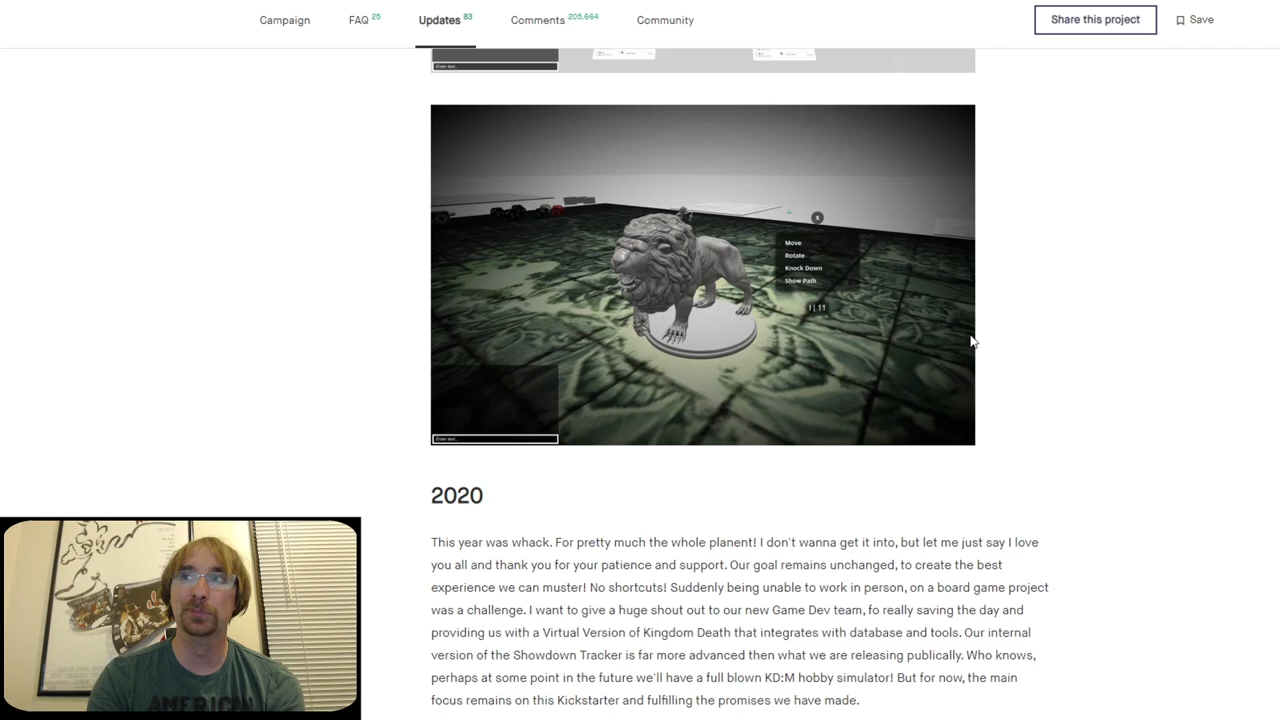 Campaign FAQ 25 Updates 83 Comments 205,664 Community Share this project Save
Enter text...
X
Move
Rotate
Knock Down
Show Path
| 11
Enter text...
2020
This year was whack. For pretty much the whole planent! I don't wanna get it into, but let me just say I love
you all and thank you for your patience and support. Our goal remains unchanged, to create the best
experience we can muster! No shortcuts! Suddenly being unable to work in person, on a board game project
was a challenge. I want to give a huge shout out to our new Game Dev team, fo really saving the day and
providing us with a Virtual Version of Kingdom Death that integrates with database and tools. Our internal
version of the Showdown Tracker is far more advanced then what we are releasing publically. Who knows,
perhaps at some point in the future we'll have a full blown KD:M hobby simulator! But for now, the main
focus remains on this Kickstarter and fulfilling the promises we have made.
AMERICAN